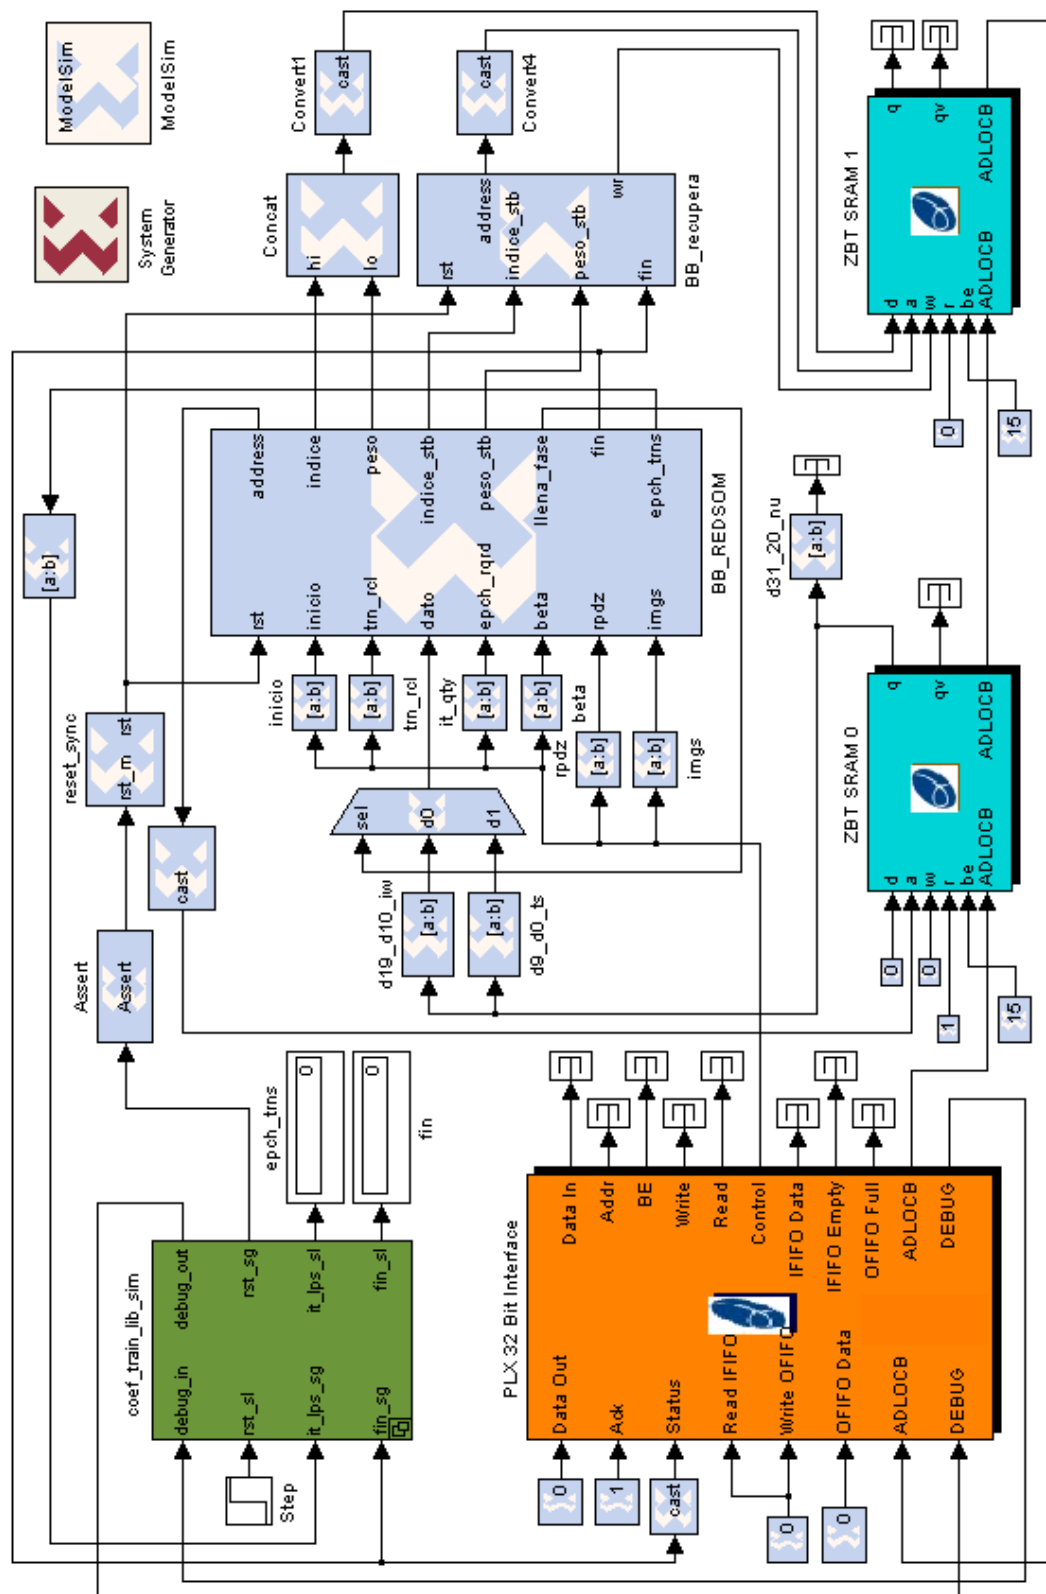 ModelSim
ModelSim
System
Generator
Convert1
cast
Convert4
cast
Concat
hi
lo
address
indice_stb
peso_stb
wr
rst
fin
BB_recupera
ZBT SRAM 1
q
qv
ADLOCB
d
a
w
r
be
ADLOCB
0
15
[a:b]
address
indice
peso
indice_stb
peso_stb
llena_fase
fin
epch_trns
rst
inicio
trn_rcl
dato
epch_rqrd
beta
rpdz
imgs
BB_REDSOM
d31_20_nu
[a:b]
reset_sync
rst_m
rst
inicio
[a:b]
trn_rcl
[a:b]
it_qty
[a:b]
beta
[a:b]
rpdz
[a:b]
imgs
[a:b]
cast
sel
d0
d1
d19_d10_iw
[a:b]
d9_d0_ts
[a:b]
ZBT SRAM 0
q
qv
ADLOCB
d
a
w
r
be
ADLOCB
0
0
1
15
Assert
Assert
epch_trns
0
fin
0
coef_train_lib_sim
debug_in
rst_sl
it_lps_sg
fin_sg
debug_out
rst_sg
it_lps_sl
fin_sl
Step
PLX 32 Bit Interface
Data Out
Ack
Status
Read IFIFO
Write OFIFO
OFIFO Data
ADLOCB
DEBUG
Data In
Addr
BE
Write
Read
Control
IFIFO Data
IFIFO Empty
OFIFO Full
ADLOCB
DEBUG
0
1
cast
0
0